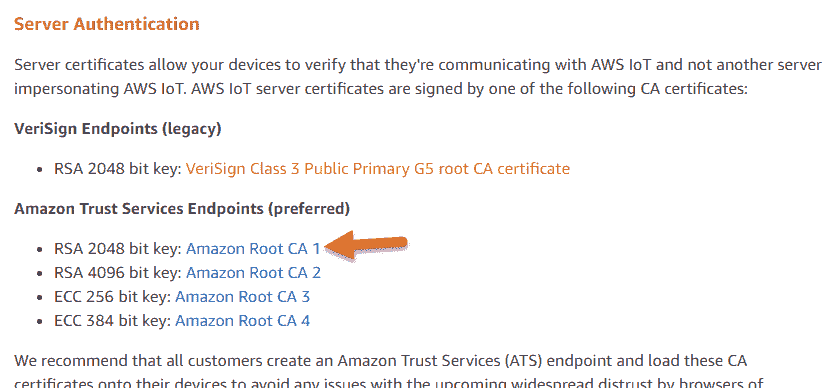 Server Authentication
Server certificates allow your devices to verify that they're communicating with AWS IoT and not another server
impersonating AWS IoT. AWS IoT server certificates are signed by one of the following CA certificates:
VeriSign Endpoints (legacy)
• RSA 2048 bit key: VeriSign Class 3 Public Primary G5 root CA certificate
Amazon Trust Services Endpoints (preferred)
• RSA 2048 bit key: Amazon Root CA 1
• RSA 4096 bit key: Amazon Root CA 2
• ECC 256 bit key: Amazon Root CA 3
• ECC 384 bit key: Amazon Root CA 4
We recommend that all customers create an Amazon Trust Services (ATS) endpoint and load these CA
certificates onto their devices to avoid any issues with the upcoming widespread distrust by browsers of